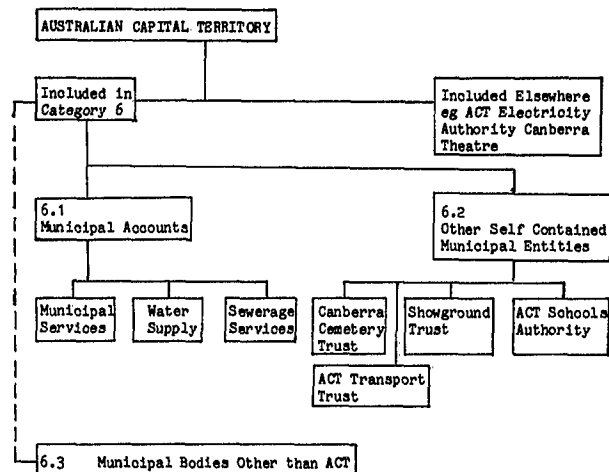 AUSTRALIAN CAPITAL TERRITORY
Included in
Category 6
Included Elsewhere
eg ACT Electricity
Authority Canberra
Theatre
6.1
Municipal Accounts
6.2
Other Self Contained
Municipal Entities
Municipal
Services
Water
Supply
Sewerage
Services
Canberra
Cemetery
Trust
Showground
Trust
ACT Schools
Authority
ACT Transport
Trust
6.3 Municipal Bodies Other than ACT